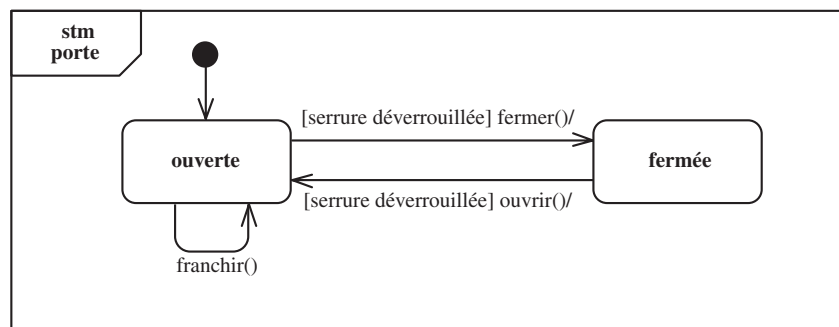 stm
porte
[serrure déverrouillée] fermer()/
ouverte
fermée
[serrure déverrouillée] ouvrir()/
franchir()